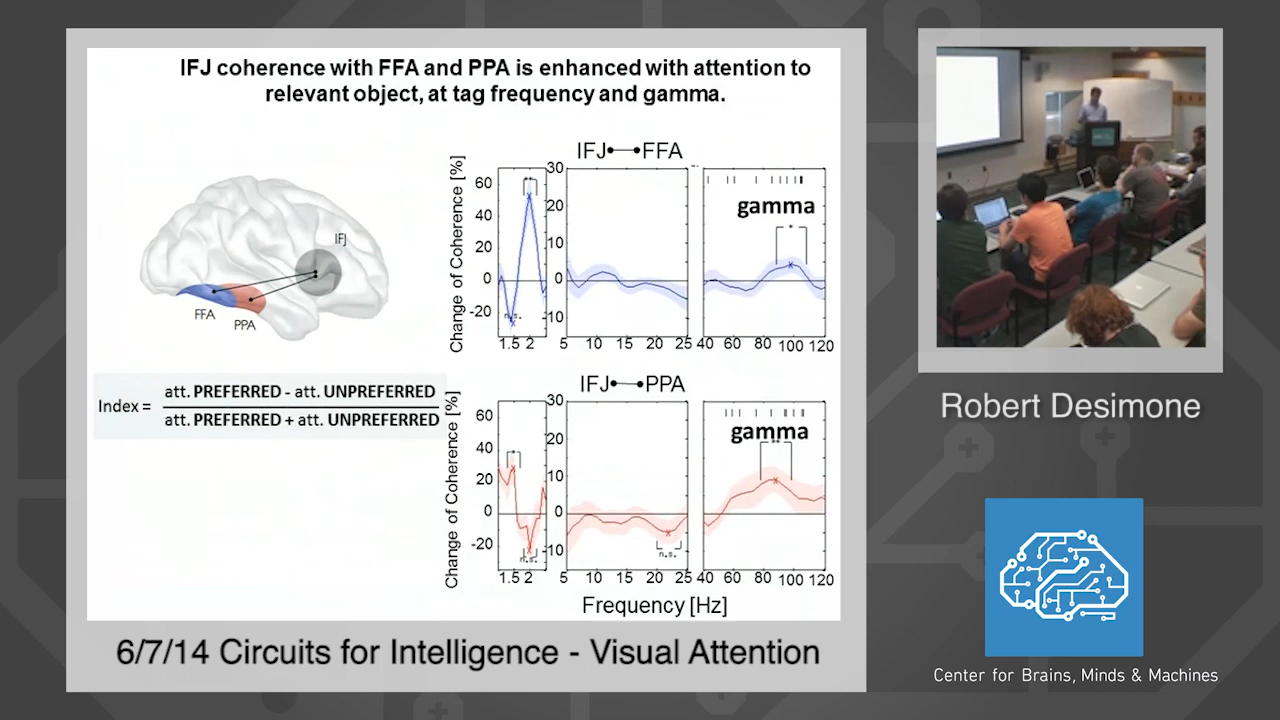 IFJ coherence with FFA and PPA is enhanced with attention to
relevant object, at tag frequency and gamma.
IFJ
FFA
PPA
Index = att. PREFERRED - att. UNPREFERRED
att. PREFERRED + att. UNPREFERRED
IFJ FFA
Change of Coherence [%]
60
40
20
0
-20
**
n.s.
1.5 2
30
20
10
0
10
5 10 15 20 25
gamma
*
40 60 80 100 120
IFJ PPA
Change of Coherence [%]
60
40
20
0
-20
*
n.s.
1.5 2
30
20
10
0
10
n.s.
5 10 15 20 25
gamma
**
40 60 80 100 120
Frequency [Hz]
6/7/14 Circuits for Intelligence - Visual Attention
Robert Desimone
Center for Brains, Minds & Machines